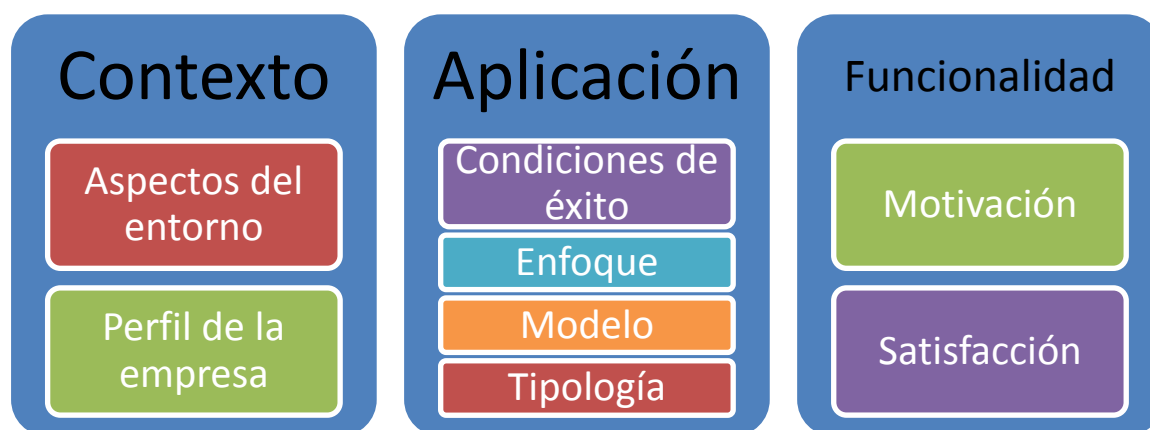 Contexto
Aspectos del
entorno
Perfil de la
empresa
Aplicación
Condiciones de
éxito
Enfoque
Modelo
Tipología
Funcionalidad
Motivación
Satisfacción